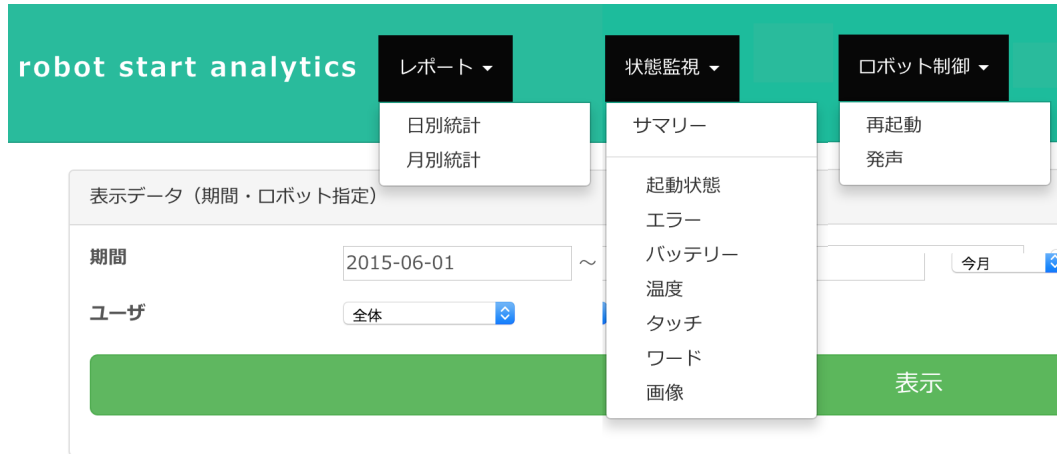 robot start analytics レポート 状態監視 ロボット制御
日別統計
月別統計
サマリー
起動状態
エラー
バッテリー
温度
タッチ
ワード
画像
再起動
発声
表示データ（期間・ロボット指定）
期間 2015-06-01 ～ 今月
ユーザ 全体
表示